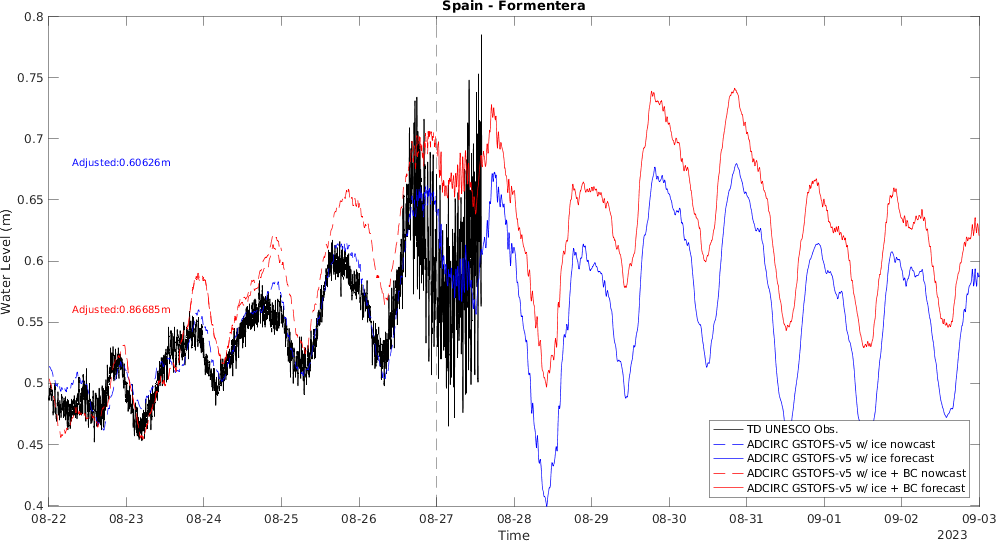 Spain - Formentera
Water Level (m)
0.8
0.75
0.7
0.65
0.6
0.55
0.5
0.45
0.4
Adjusted:0.60626m
Adjusted:0.86685m
TD UNESCO Obs.
ADCIRC GSTOFS-v5 w/ ice nowcast
ADCIRC GSTOFS-v5 w/ ice forecast
ADCIRC GSTOFS-v5 w/ ice + BC nowcast
ADCIRC GSTOFS-v5 w/ ice + BC forecast
08-22 08-23 08-24 08-25 08-26 08-27 08-28 08-29 08-30 08-31 09-01 09-02 09-03
Time
2023